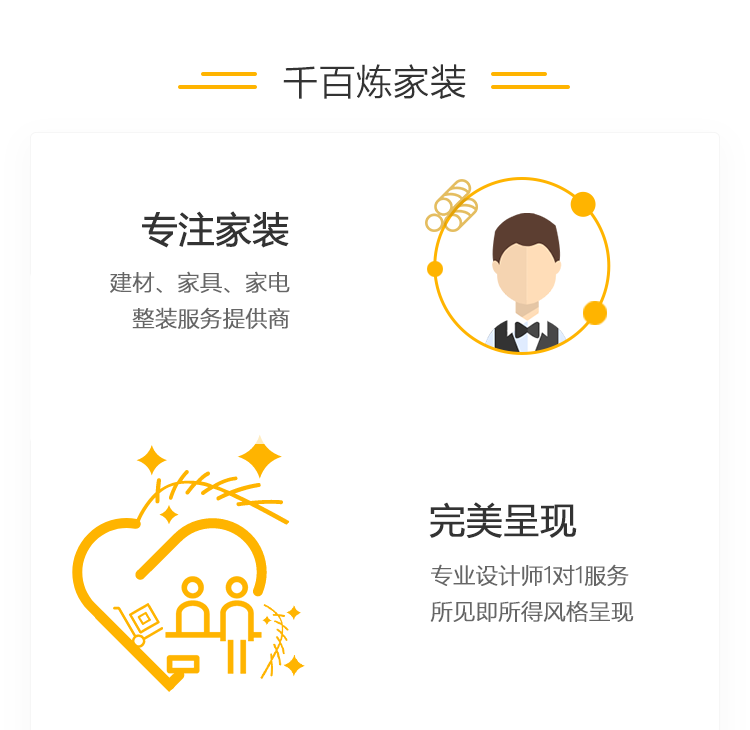 千百炼家装
专注家装
建材、家具、家电
整装服务提供商
完美呈现
专业设计师1对1服务
所见即所得风格呈现